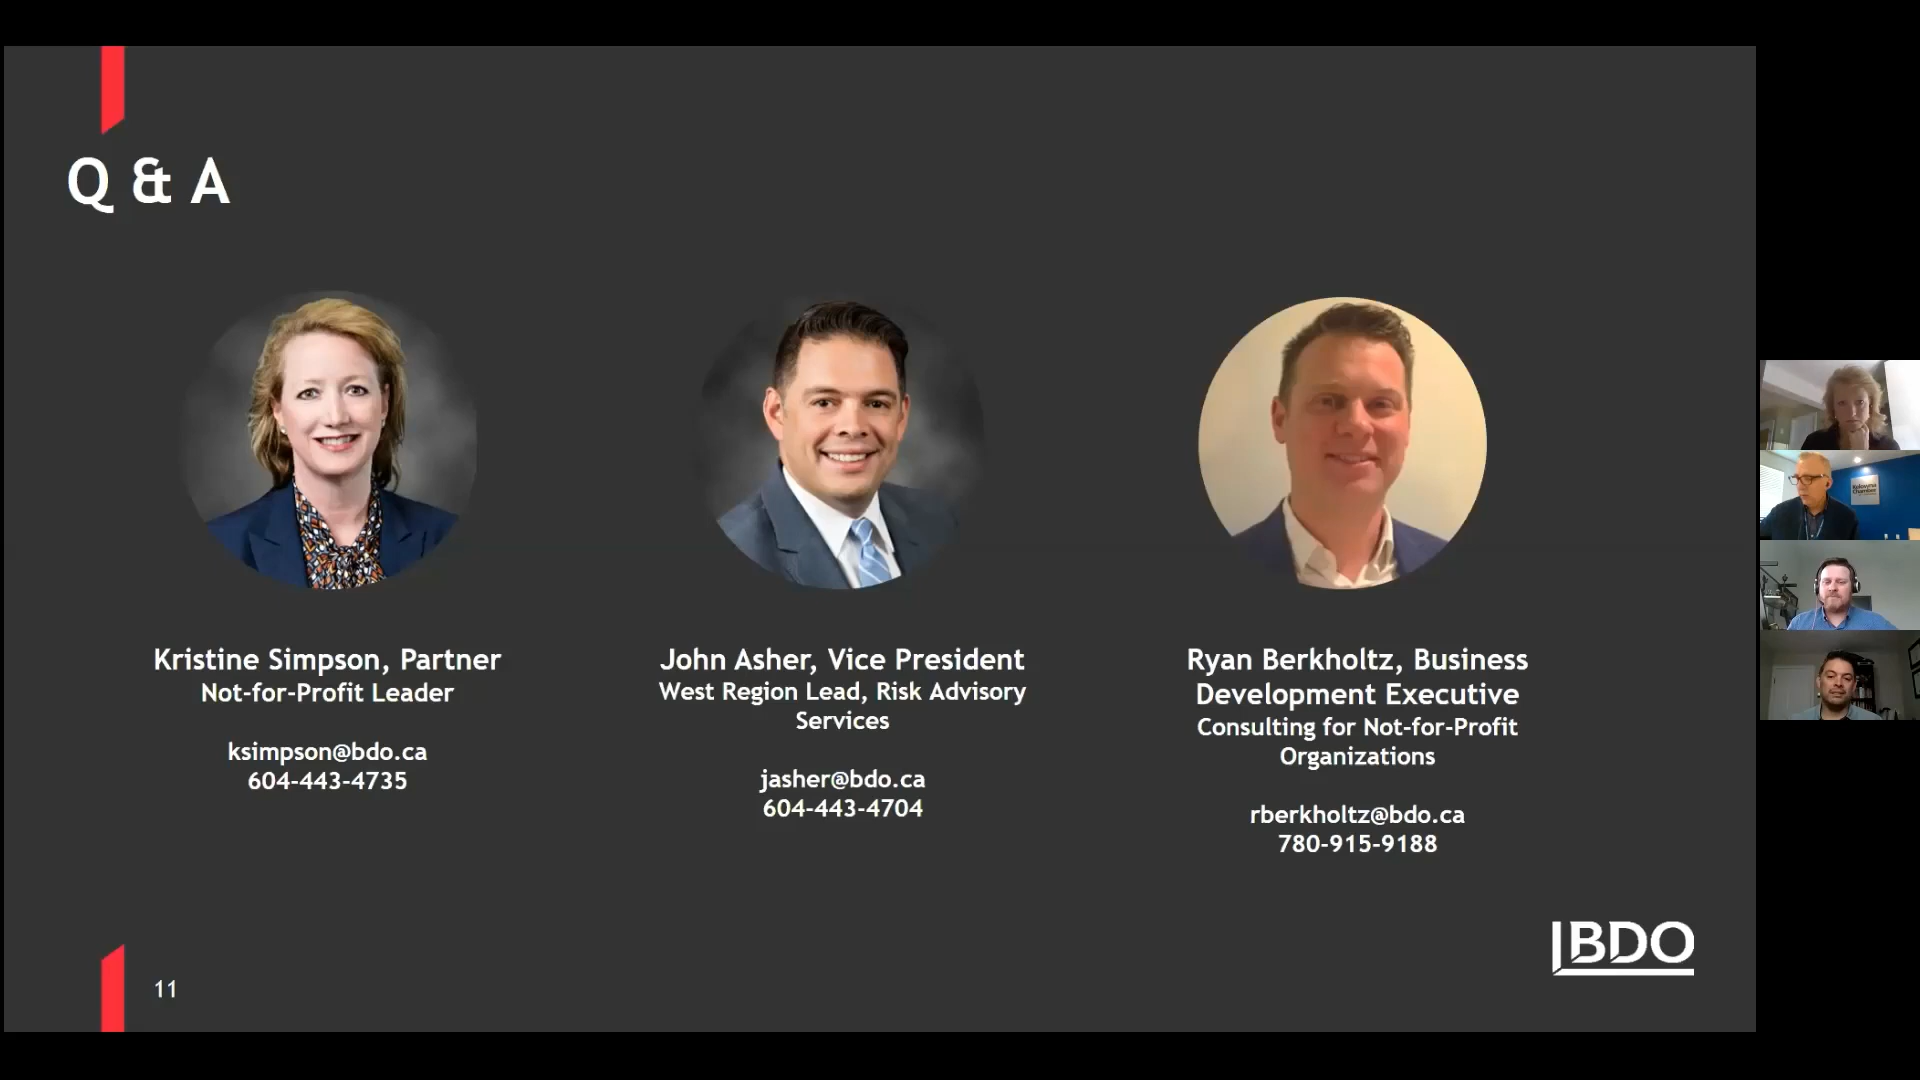 Q & A
Kristine Simpson, Partner
Not-for-Profit Leader
ksimpson@bdo.ca
604-443-4735
John Asher, Vice President
West Region Lead, Risk Advisory
Services
jasher@bdo.ca
604-443-4704
Ryan Berkholtz, Business
Development Executive
Consulting for Not-for-Profit
Organizations
rberkholtz@bdo.ca
780-915-9188
Kelowna
Chamber
BDO
11